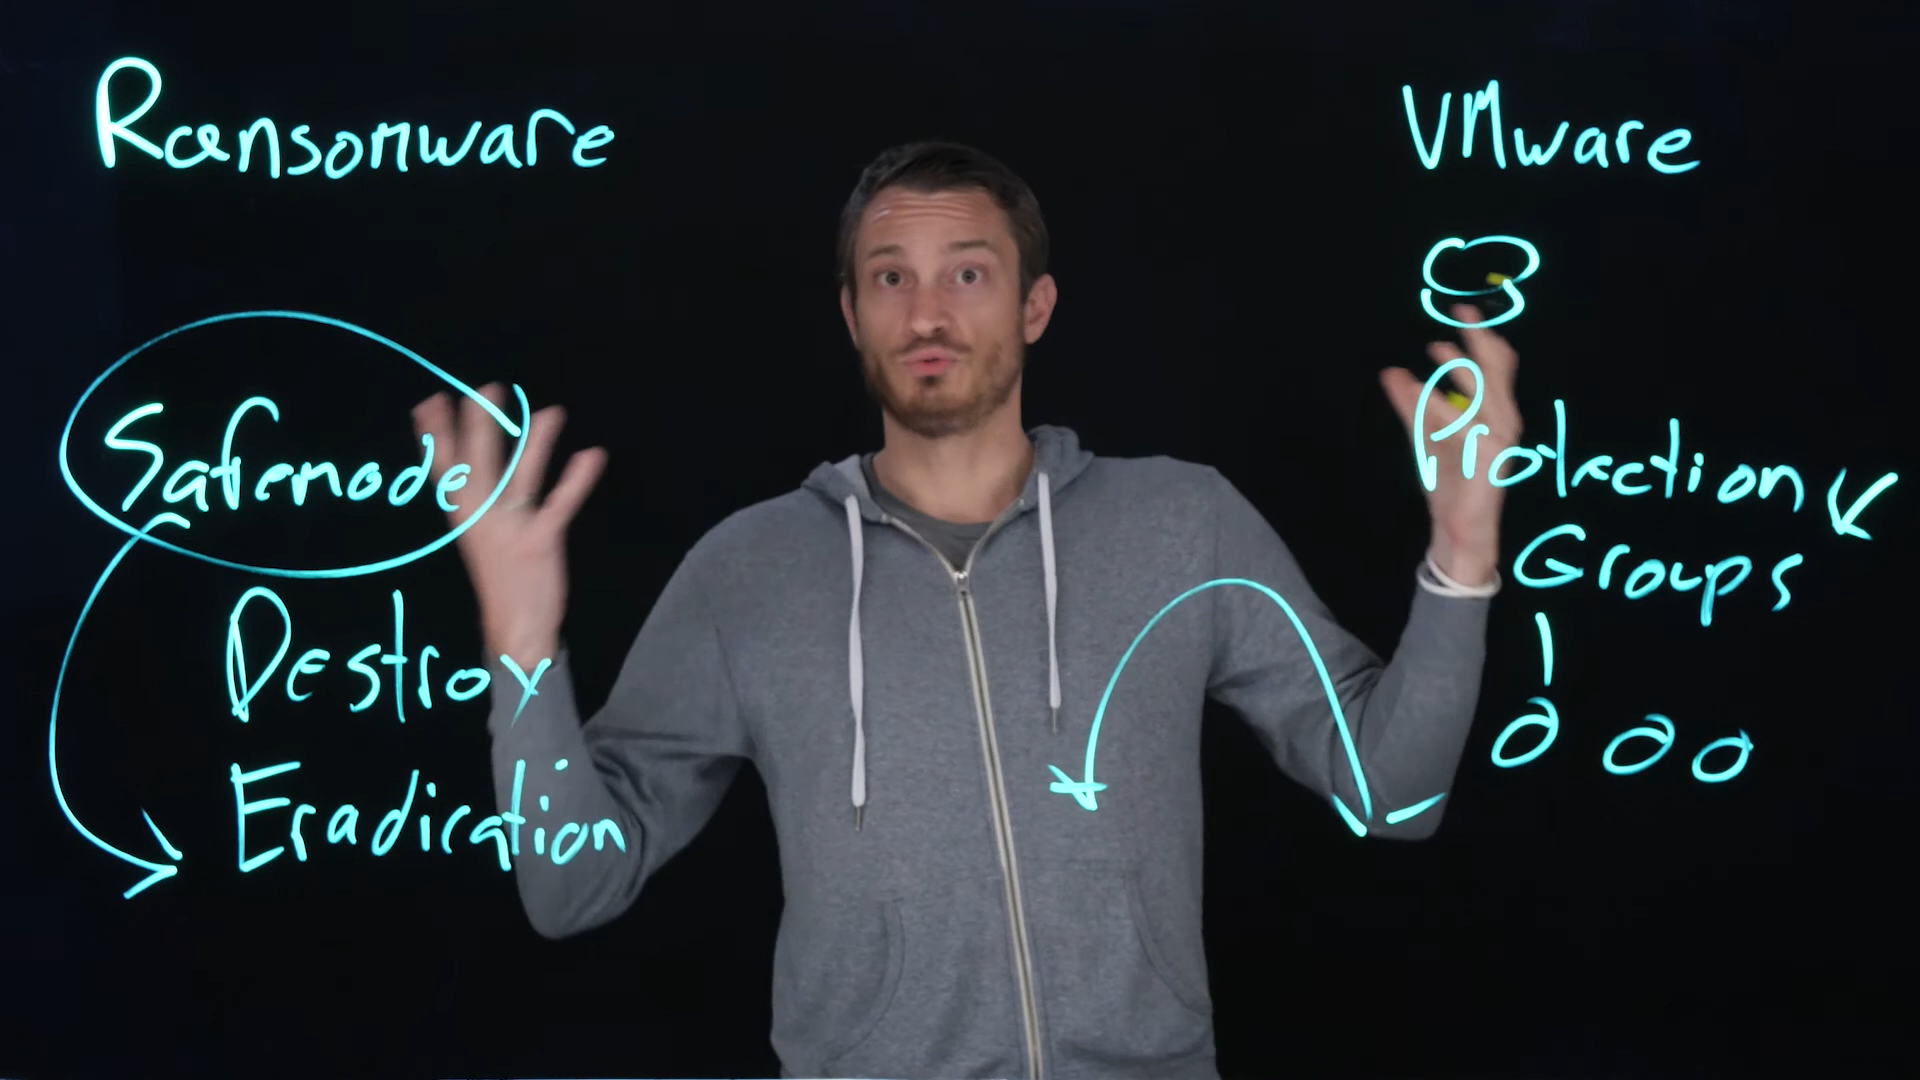 Ransomware
Safemode
Destroy
Eradication
VMware
Protection
Groups